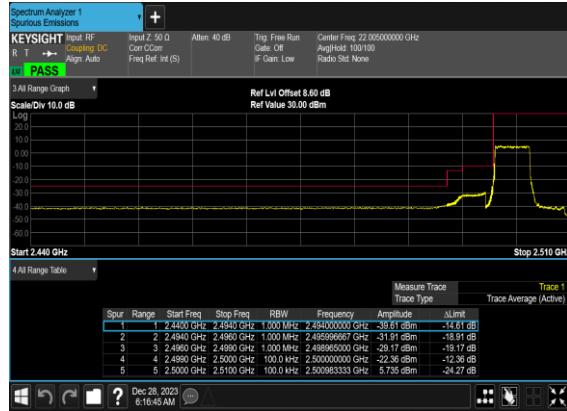 Spectrum Analyzer 1
Spurious Emissions
KEYSIGHT Input: RF Input Z: 50 Ω Atten: 40 dB Trig: Free Run Center Freq: 22.005000000 GHz
R T Coupling: DC Corr CCorr Gate: Off Avg|Hold: 100/100
Align: Auto Freq Ref: Int (S) IF Gain: Low Radio Std: None
PASS
3 All Range Graph
Ref Lvl Offset 8.60 dB
Scale/Div 10.0 dB Ref Value 30.00 dBm
Log
20.0
10.0
0.00
-10.0
-20.0
-30.0
-40.0
-50.0
-60.0
Start 2.440 GHz Stop 2.510 GH
4 All Range Table
Measure Trace Trace 1
Trace Type Trace Average (Active)
Spur Range Start Freq Stop Freq RBW Frequency Amplitude ΔLimit
1 1 2.4400 GHz 2.4940 GHz 1.000 MHz 2.494000000 GHz -39.61 dBm -14.61 dB
2 2 2.4940 GHz 2.4960 GHz 1.000 MHz 2.495996667 GHz -31.91 dBm -18.91 dB
3 3 2.4960 GHz 2.4990 GHz 1.000 MHz 2.498965000 GHz -29.17 dBm -19.17 dB
4 4 2.4990 GHz 2.5000 GHz 100.0 kHz 2.500000000 GHz -22.36 dBm -12.36 dB
5 5 2.5000 GHz 2.5100 GHz 100.0 kHz 2.500983333 GHz 5.735 dBm -24.27 dB
? Dec 28, 2023
6:16:45 AM